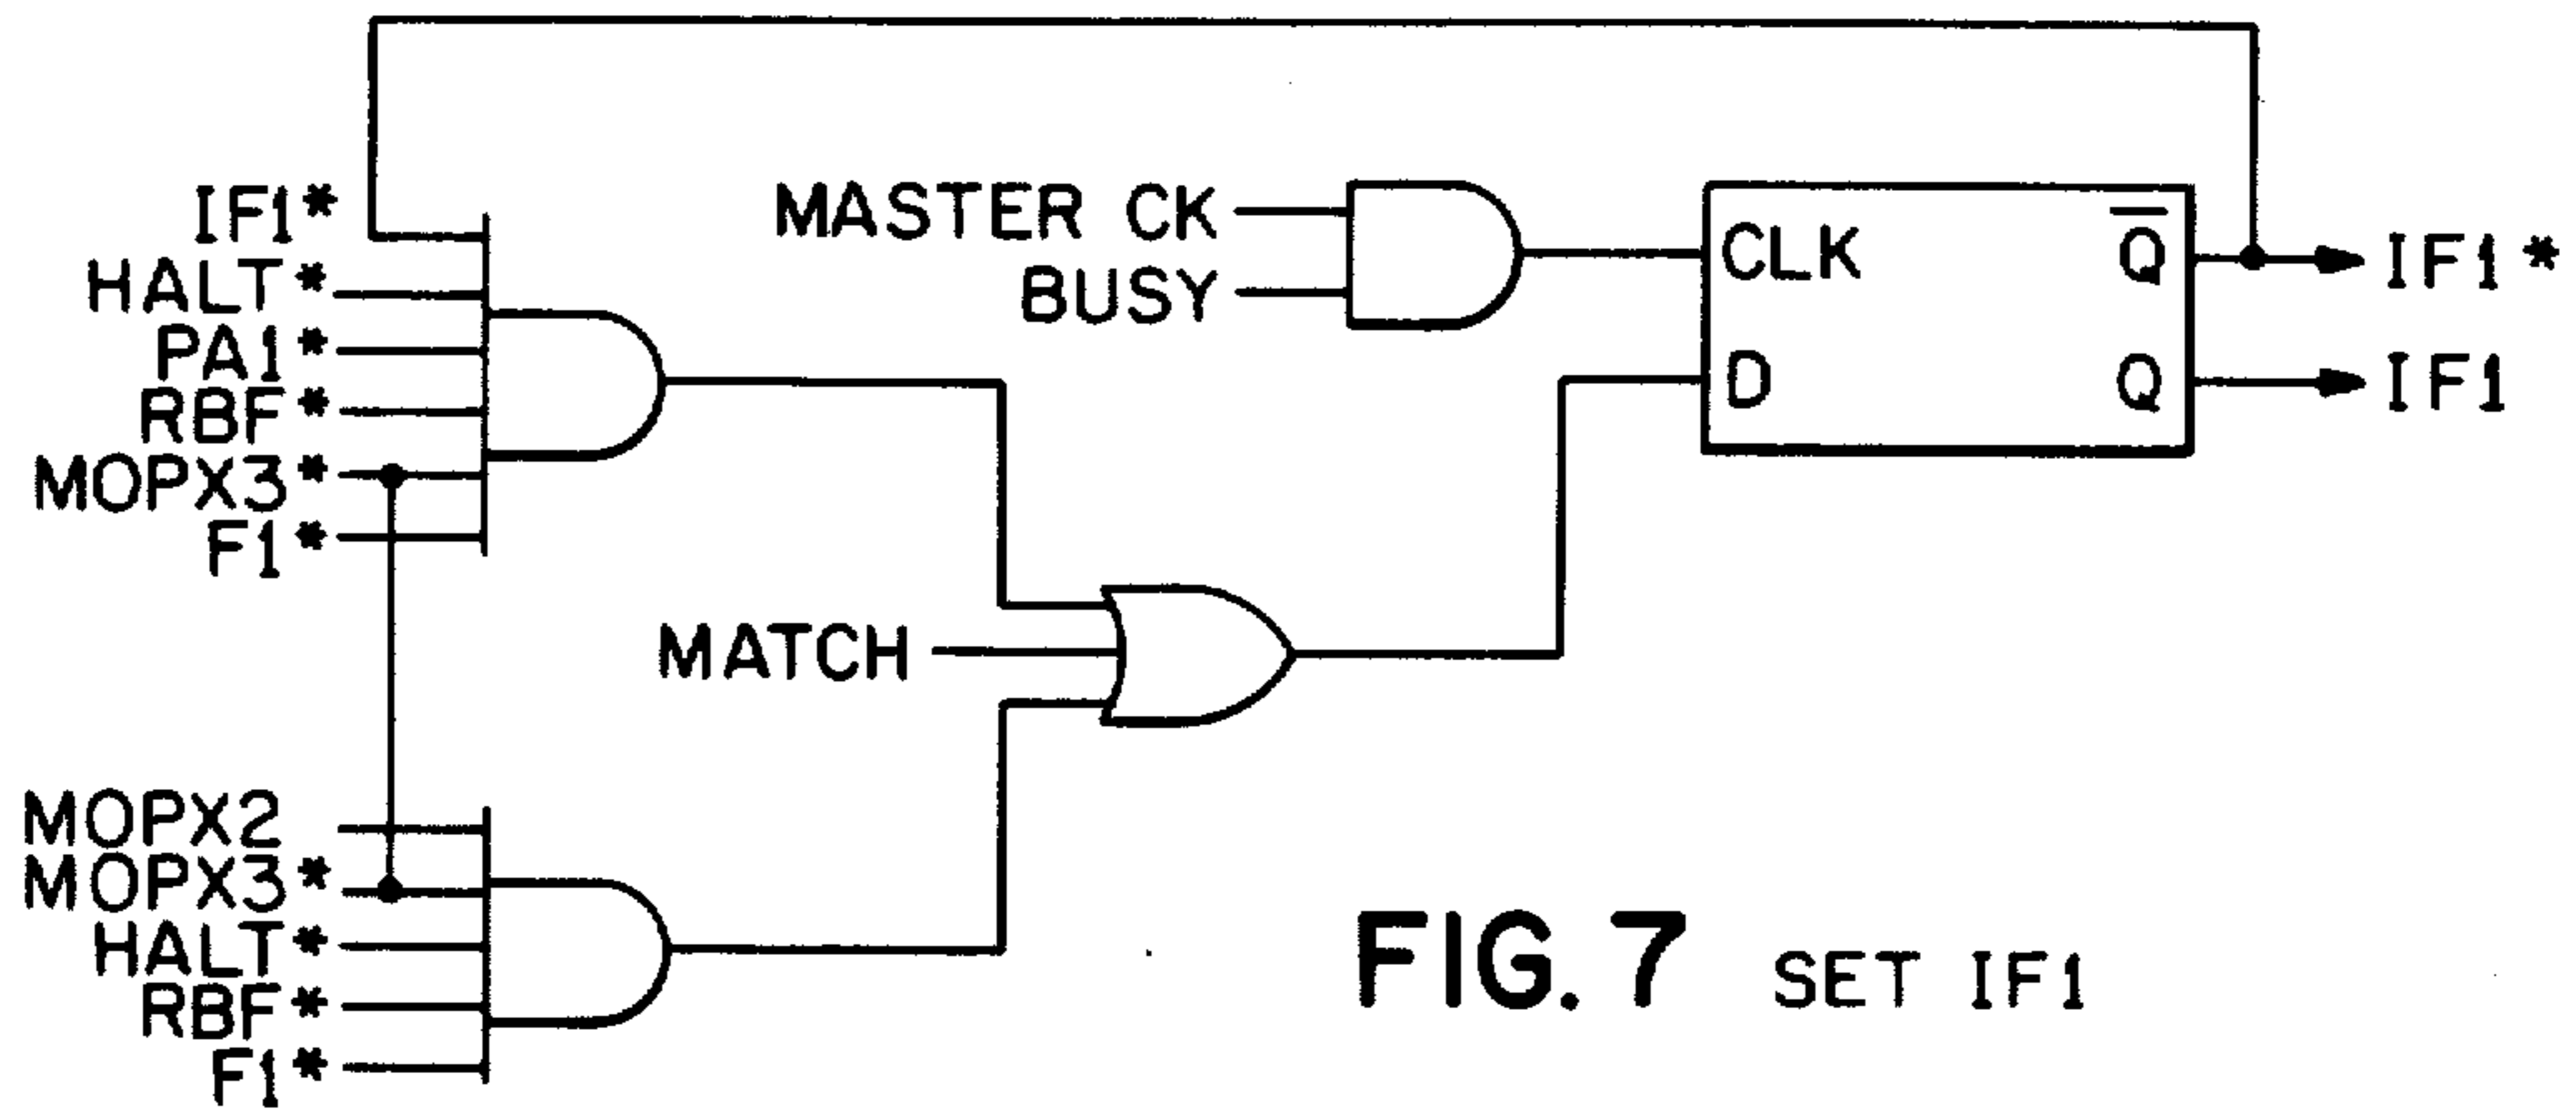 IF1*
HALT*
PA1*
RBF*
MOPX3*
F1*
MASTER CK
BUSY
CLK
D
Q
Q
IF1*
IF1
MATCH
MOPX2
MOPX3*
HALT*
RBF*
F1*
FIG. 7 SET IF1